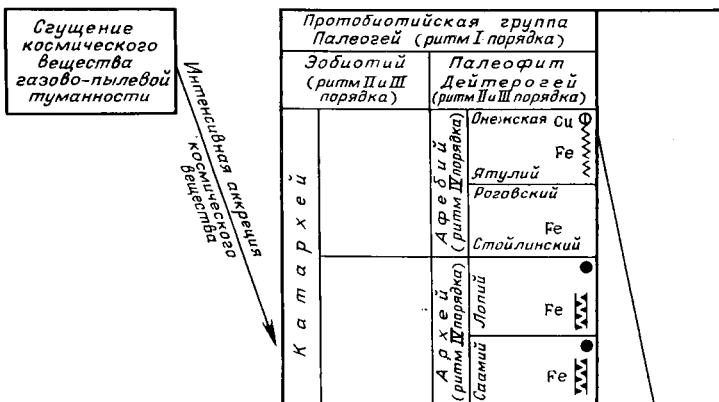 Сгущение
космического
вещества
газово-пылевой
туманности
Интенсивная аккреция
космического
вещества
Протобиотийская группа
Палеогей (ритм I порядка)
Эобиотий
(ритм II и III
порядка)
Палеофит
Дейтерогей
(ритм II и III порядка)
Катархей
Афебий
(ритм IV порядка)
Онежская Cu
Fe
Ятулий
Роговский
Fe
Стойлинский
Архей
(ритм IV порядка)
Лопий
Fe
Саамий
Fe